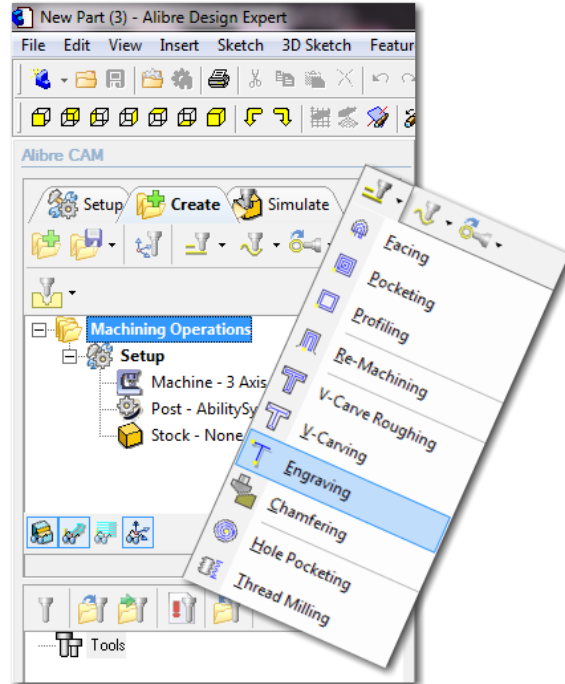 New Part (3) - Alibre Design Expert
File Edit View Insert Sketch 3D Sketch Featur
Alibre CAM
Setup Create Simulate
Machining Operations
Setup
Machine - 3 Axis
Post - AbilitySy
Stock - None
Tools
Facing
Pocketing
Profiling
Re-Machining
V-Carve Roughing
V-Carving
Engraving
Chamfering
Hole Pocketing
Thread Milling